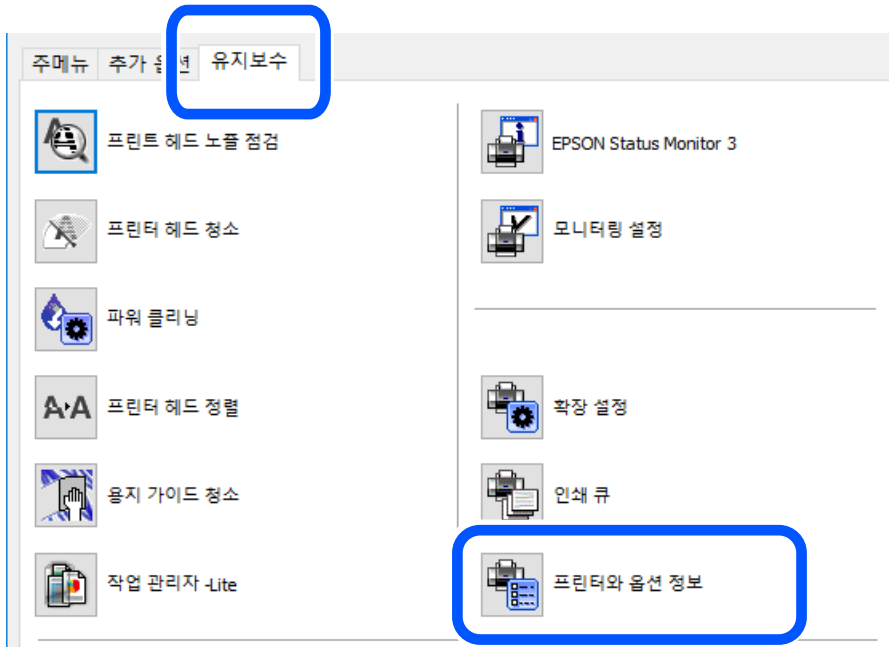 주메뉴 추가 옵션 유지보수
프린트 헤드 노즐 점검
프린터 헤드 청소
파워 클리닝
프린터 헤드 정렬
용지 가이드 청소
작업 관리자 -Lite
EPSON Status Monitor 3
모니터링 설정
확장 설정
인쇄 큐
프린터와 옵션 정보